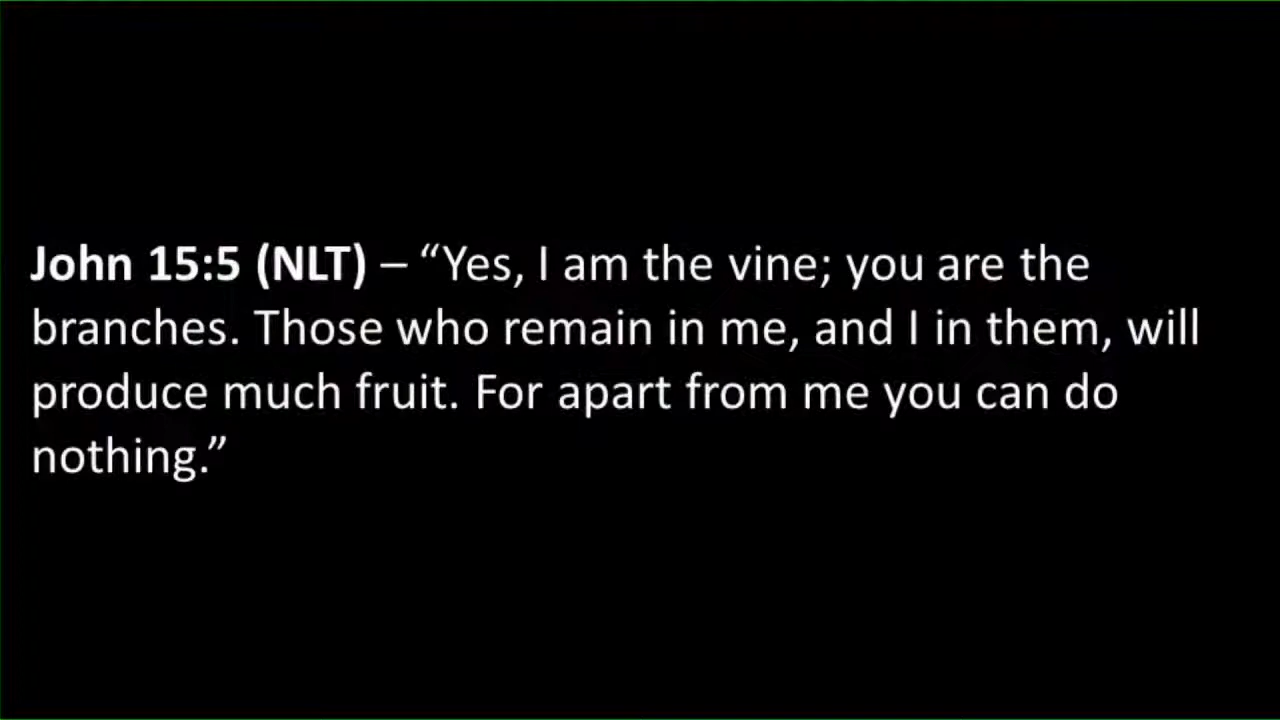 John 15:5 (NLT) – “Yes, I am the vine; you are the
branches. Those who remain in me, and I in them, will
produce much fruit. For apart from me you can do
nothing.”